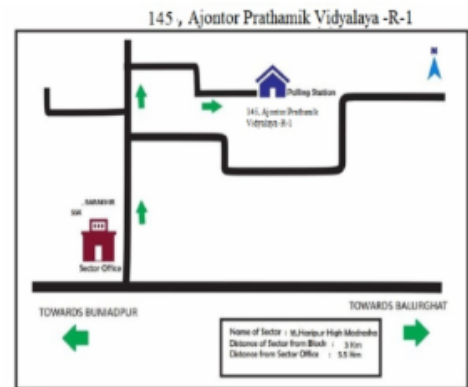 145 , Ajontor Prathamik Vidyalaya -R-1
N
Polling Station
145, Ajontor Prathamik
Vidyalaya -R-1
Sector Office
TOWARDS BUNIADPUR
TOWARDS BALURGHAT
Name of Sector : Haripur High Madrasha
Distance of Sector from Block : 3 Km
Distance from Sector Office : 5.5 Km